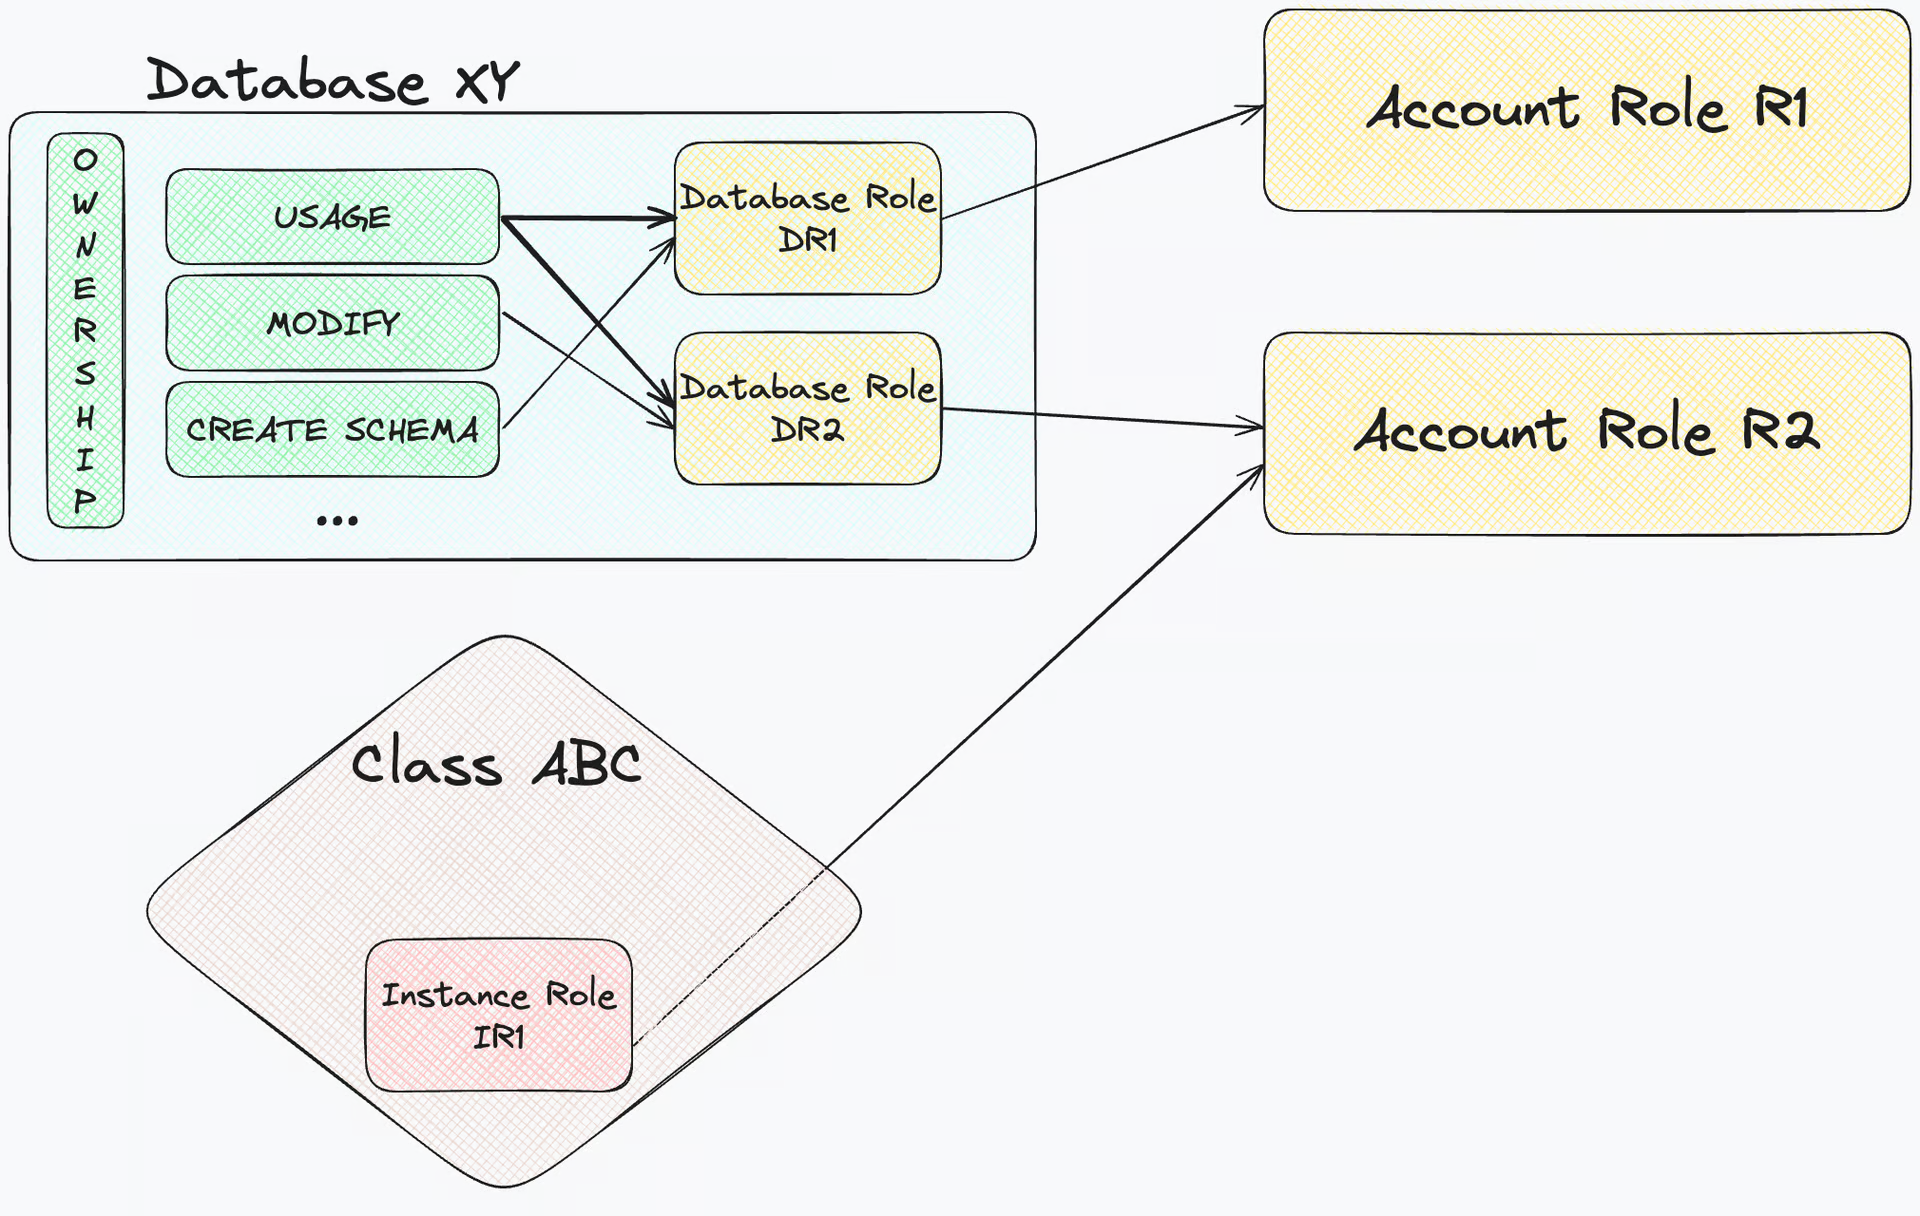 Database XY
OWNERSHIP
USAGE
MODIFY
CREATE SCHEMA
...
Database Role
DR1
Database Role
DR2
Account Role R1
Account Role R2
Class ABC
Instance Role
IR1